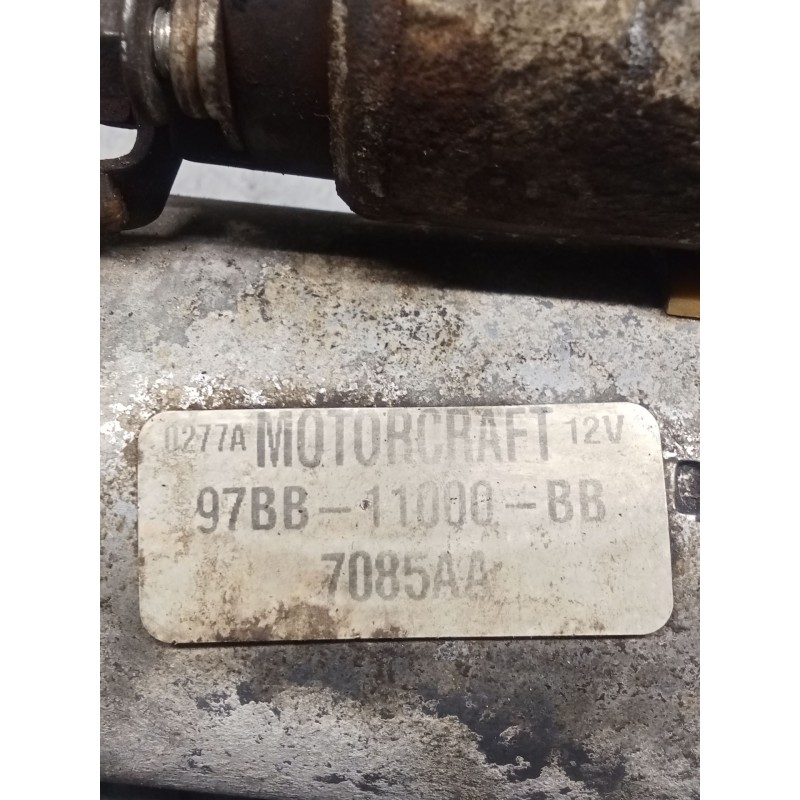 0277A MOTORCRAFT 12V
97BB-11000-BB
7085AA